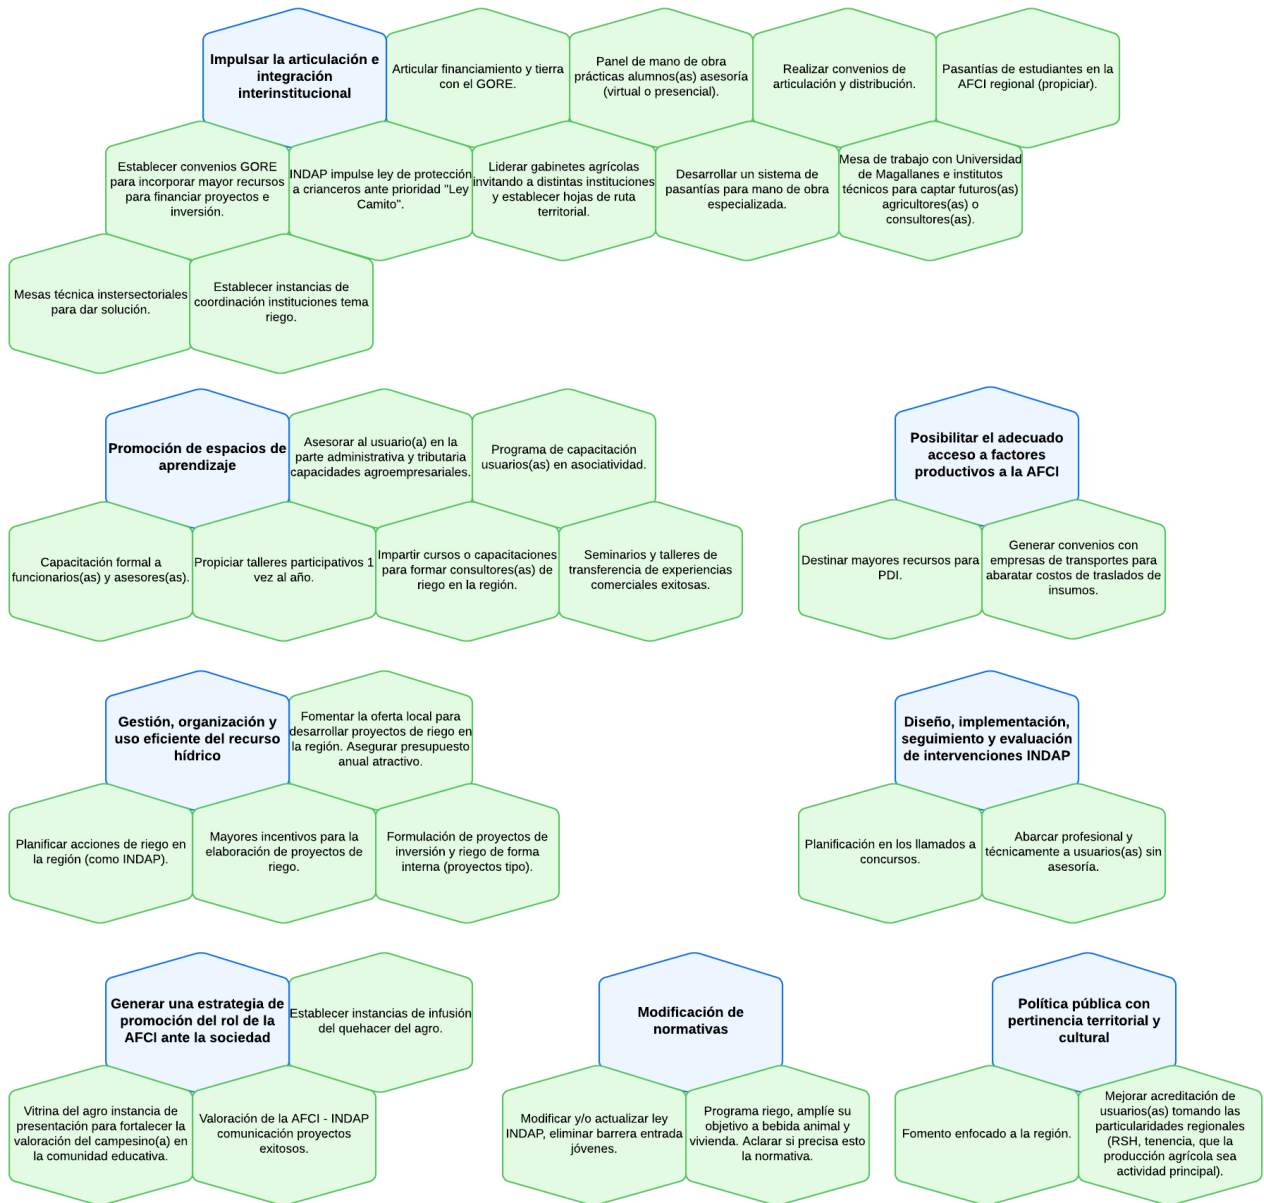 Impulsar la articulación e
integración
interinstitucional
Articular financiamiento y tierra
con el GORE.
Panel de mano de obra
prácticas alumnos(as) asesoría
(virtual o presencial).
Realizar convenios de
articulación y distribución.
Pasantías de estudiantes en la
AFCI regional (propiciar).
Establecer convenios GORE
para incorporar mayor recursos
para financiar proyectos e
inversión.
INDAP impulse ley de protección
a crianceros ante prioridad "Ley
Camito".
Liderar gabinetes agrícolas
invitando a distintas instituciones
y establecer hojas de ruta
territorial.
Desarrollar un sistema de
pasantías para mano de obra
especializada.
Mesa de trabajo con Universidad
de Magallanes e institutos
técnicos para captar futuros(as)
agricultores(as) o
consultores(as).
Mesas técnica instersectoriales
para dar solución.
Establecer instancias de
coordinación instituciones tema
riego.
Promoción de espacios de
aprendizaje
Asesorar al usuario(a) en la
parte administrativa y tributaria
capacidades agroempresariales.
Programa de capacitación
usuarios(as) en asociatividad.
Capacitación formal a
funcionarios(as) y asesores(as).
Propiciar talleres participativos 1
vez al año.
Impartir cursos o capacitaciones
para formar consultores(as) de
riego en la región.
Seminarios y talleres de
transferencia de experiencias
comerciales exitosas.
Posibilitar el adecuado
acceso a factores
productivos a la AFCI
Destinar mayores recursos para
PDI.
Generar convenios con
empresas de transportes para
abaratar costos de traslados de
insumos.
Gestión, organización y
uso eficiente del recurso
hídrico
Fomentar la oferta local para
desarrollar proyectos de riego en
la región. Asegurar presupuesto
anual atractivo.
Planificar acciones de riego en
la región (como INDAP).
Mayores incentivos para la
elaboración de proyectos de
riego.
Formulación de proyectos de
inversión y riego de forma
interna (proyectos tipo).
Diseño, implementación,
seguimiento y evaluación
de intervenciones INDAP
Planificación en los llamados a
concursos.
Abarcar profesional y
técnicamente a usuarios(as) sin
asesoría.
Generar una estrategia de
promoción del rol de la
AFCI ante la sociedad
Establecer instancias de infusión
del quehacer del agro.
Vitrina del agro instancia de
presentación para fortalecer la
valoración del campesino(a) en
la comunidad educativa.
Valoración de la AFCI - INDAP
comunicación proyectos
exitosos.
Modificación de
normativas
Modificar y/o actualizar ley
INDAP, eliminar barrera entrada
jóvenes.
Programa riego, amplíe su
objetivo a bebida animal y
vivienda. Aclarar si precisa esto
la normativa.
Política pública con
pertinencia territorial y
cultural
Fomento enfocado a la región.
Mejorar acreditación de
usuarios(as) tomando las
particularidades regionales
(RSH, tenencia, que la
producción agrícola sea
actividad principal).